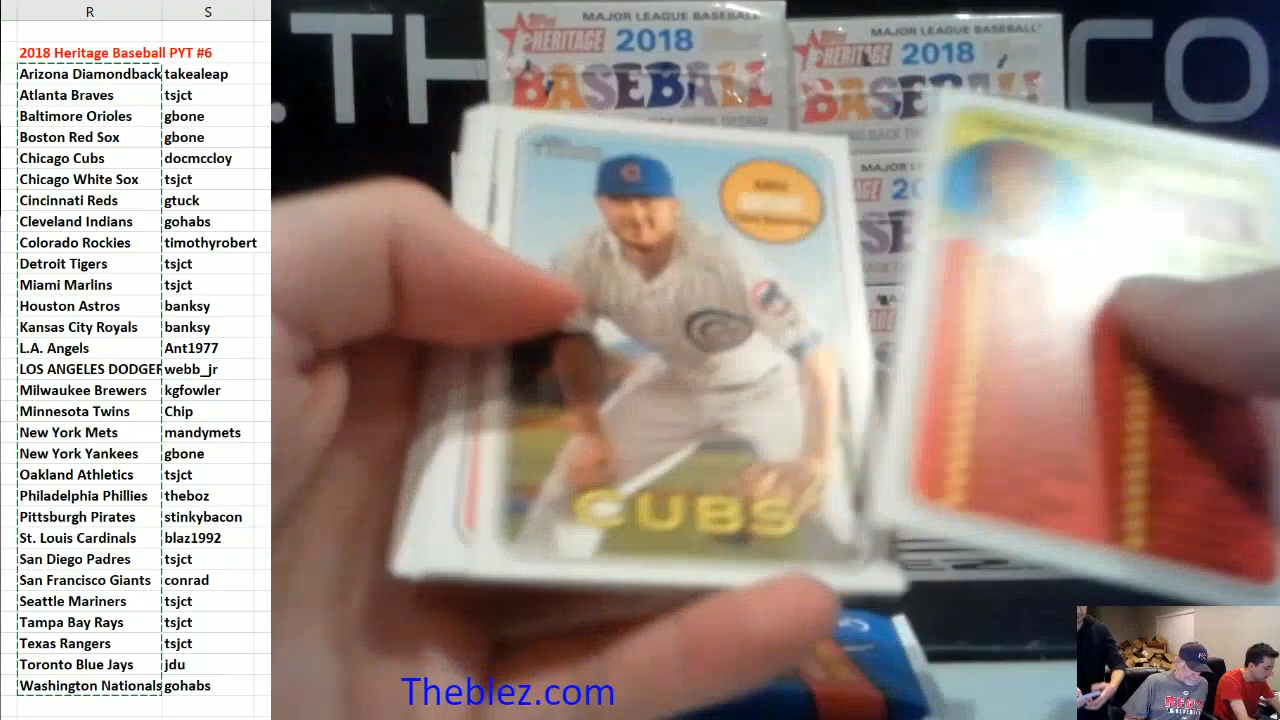 R S
2018 Heritage Baseball PYT #6
Arizona Diamondback takealeap
Atlanta Braves tsjct
Baltimore Orioles gbone
Boston Red Sox gbone
Chicago Cubs docmccloy
Chicago White Sox tsjct
Cincinnati Reds gtuck
Cleveland Indians gohabs
Colorado Rockies timothyrobert
Detroit Tigers tsjct
Miami Marlins tsjct
Houston Astros banksy
Kansas City Royals banksy
L.A. Angels Ant1977
LOS ANGELES DODGER webb_jr
Milwaukee Brewers kgfowler
Minnesota Twins Chip
New York Mets mandymets
New York Yankees gbone
Oakland Athletics tsjct
Philadelphia Phillies theboz
Pittsburgh Pirates stinkybacon
St. Louis Cardinals blaz1992
San Diego Padres tsjct
San Francisco Giants conrad
Seattle Mariners tsjct
Tampa Bay Rays tsjct
Texas Rangers tsjct
Toronto Blue Jays jdu
Washington Nationals gohabs
.TH
CO
MAJOR LEAGUE BASEBALL
HERITAGE 2018
BASEBALL
MAJOR LEAGUE BASEBALL
HERITAGE 2018
BASEBALL
CUBS
REDS
Theblez.com